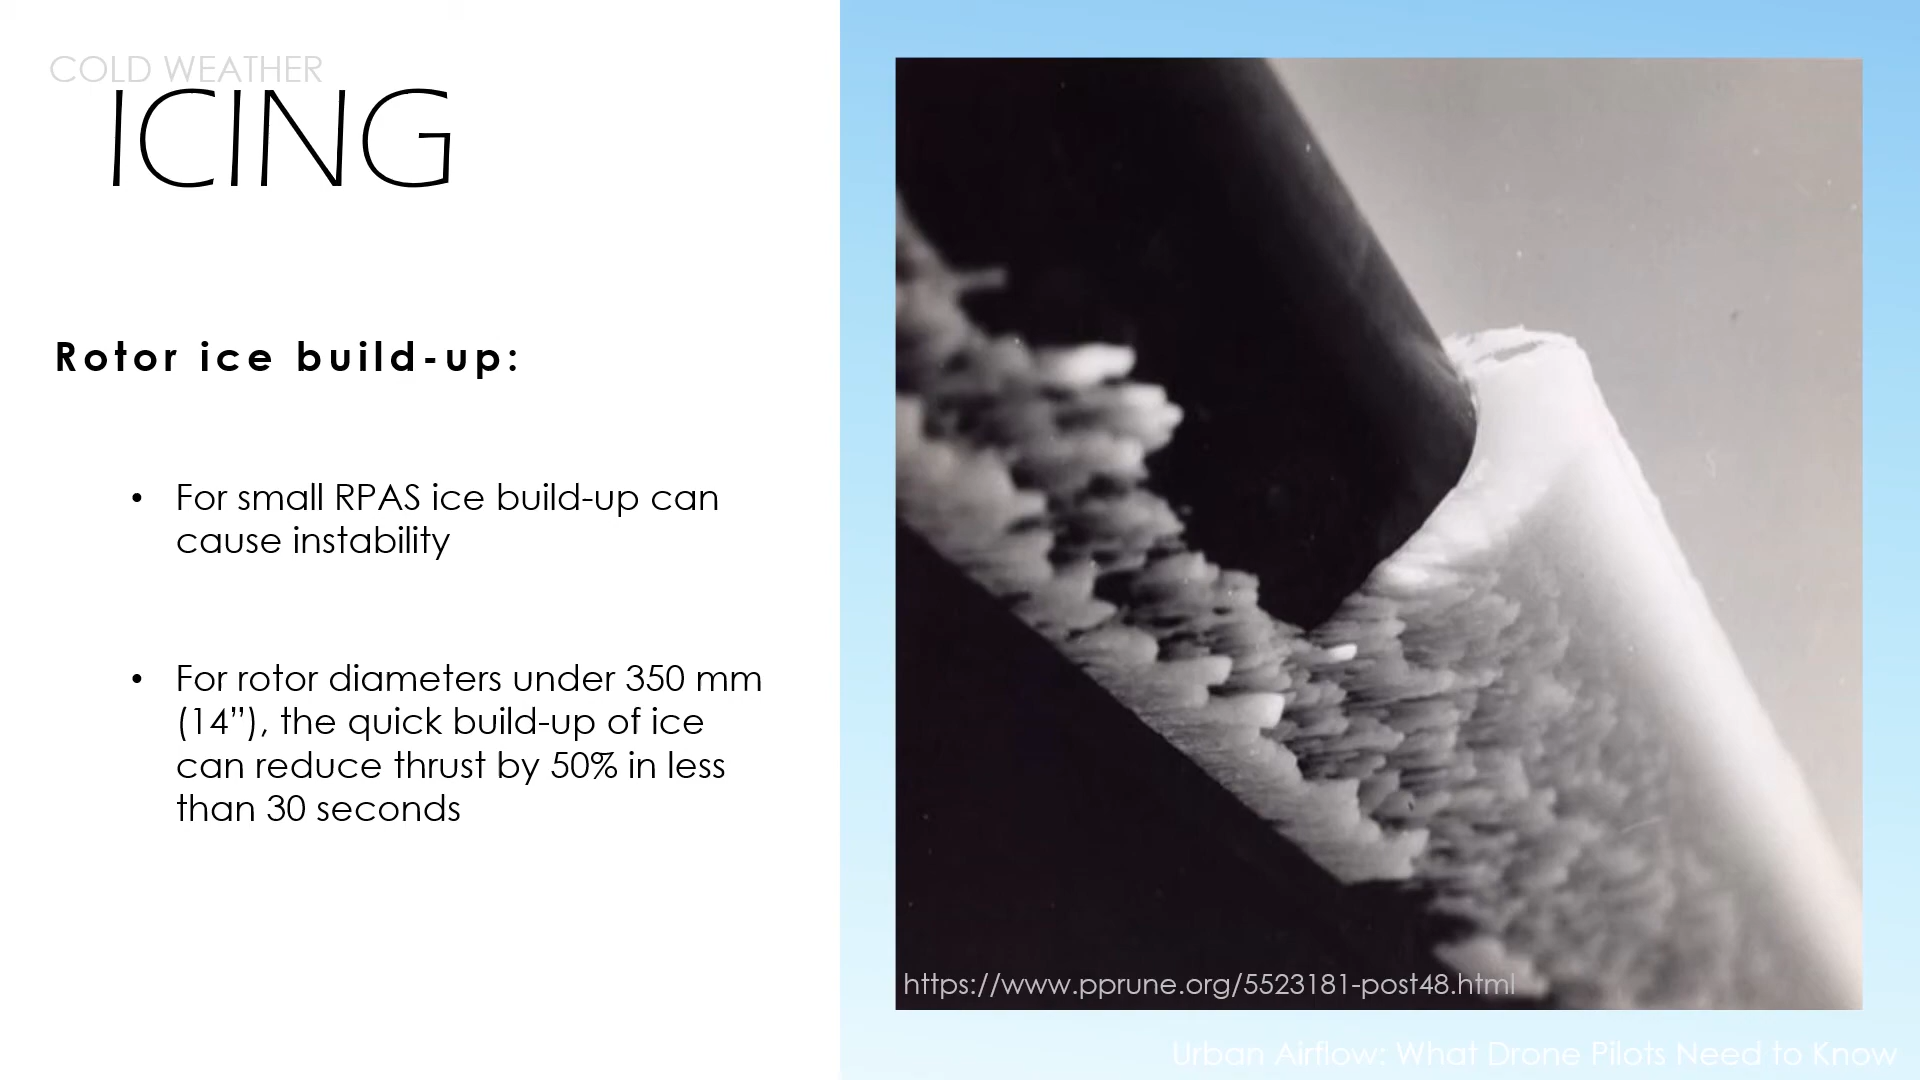 COLD WEATHER
ICING
Rotor ice build-up:
• For small RPAS ice build-up can
cause instability
• For rotor diameters under 350 mm
(14”), the quick build-up of ice
can reduce thrust by 50% in less
than 30 seconds
https://www.pprune.org/5523181-post48.html
Urban Airflow: What Drone Pilots Need to Know